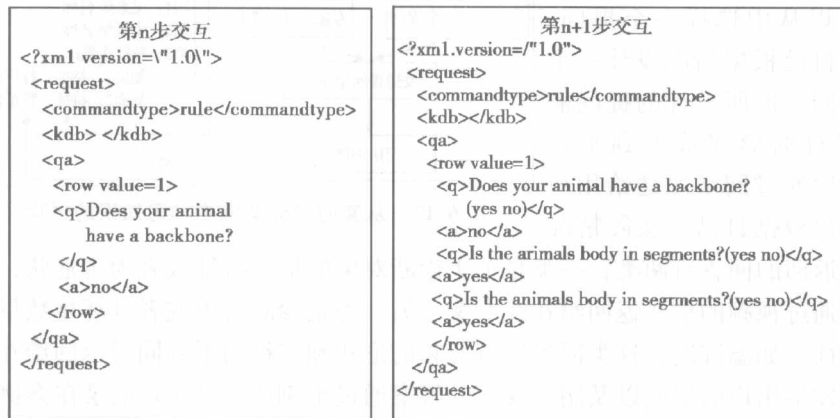 第n步交互
<?xm1 version=\"1.0\">
<request>
<commandtype>rule</commandtype>
<kdb> </kdb>
<qa>
<row value=1>
<q>Does your animal
have a backbone?
</q>
<a>no</a>
</row>
</qa>
</request>
第n+1步交互
<?xm1.version=/"1.0">
<request>
<commandtype>rule</commandtype>
<kdb></kdb>
<qa>
<row value=1>
<q>Does your animal have a backbone?
(yes no)</q>
<a>no</a>
<q>Is the arimals body in segments?(yes no)</q>
<a>yes</a>
<q>Is the animals body in segrments?(yes no)</q>
<a>yes</a>
</row>
</qa>
</request>